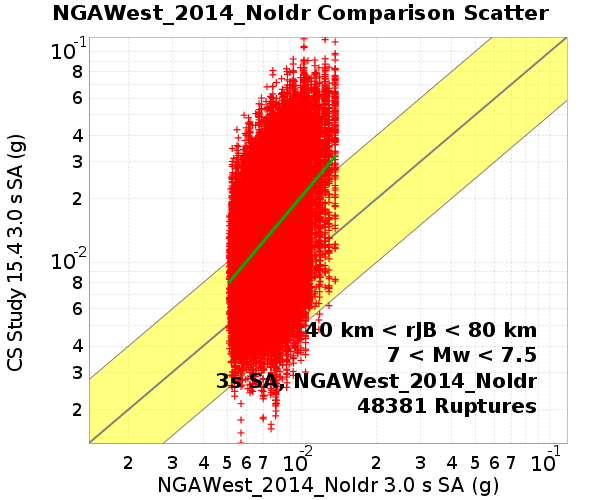 NGAWest_2014_NoIdr Comparison Scatter
CS Study 15.4 3.0 s SA (g)
10-1
8
6
4
3
2
10-2
8
6
4
3
2
40 km < rJB < 80 km
7 < Mw < 7.5
3s SA, NGAWest_2014_NoIdr
48381 Ruptures
2 3 4 5 6 7 10-2 2 3 4 5 6 7 10-1
NGAWest_2014_NoIdr 3.0 s SA (g)